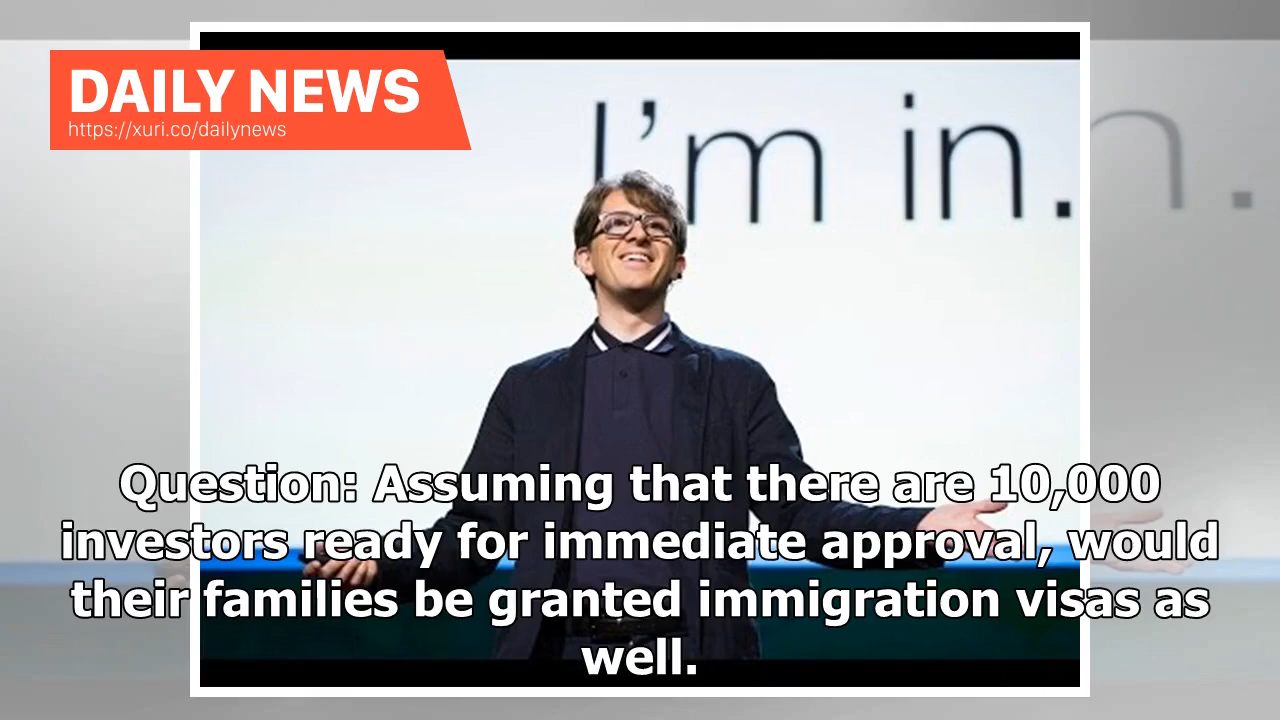 DAILY NEWS
https://xuri.co/dailynews
I'm in.
n.
Question: Assuming that there are 10,000
investors ready for immediate approval, would
their families be granted immigration visas as
well.